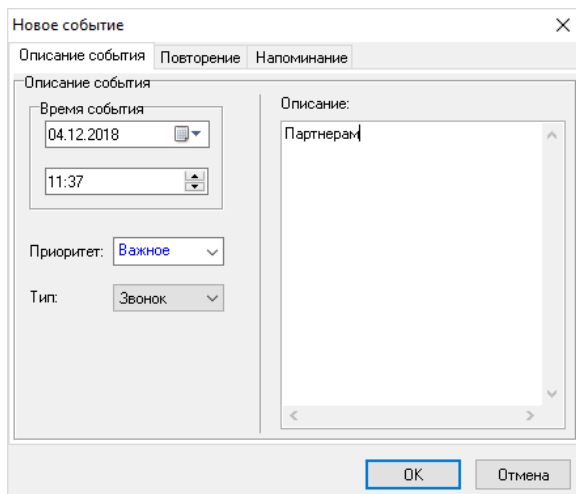 Новое событие
Описание события Повторение Напоминание
Описание события
Время события
04.12.2018
11:37
Приоритет: Важное
Тип: Звонок
Описание:
Партнерам
OK Отмена